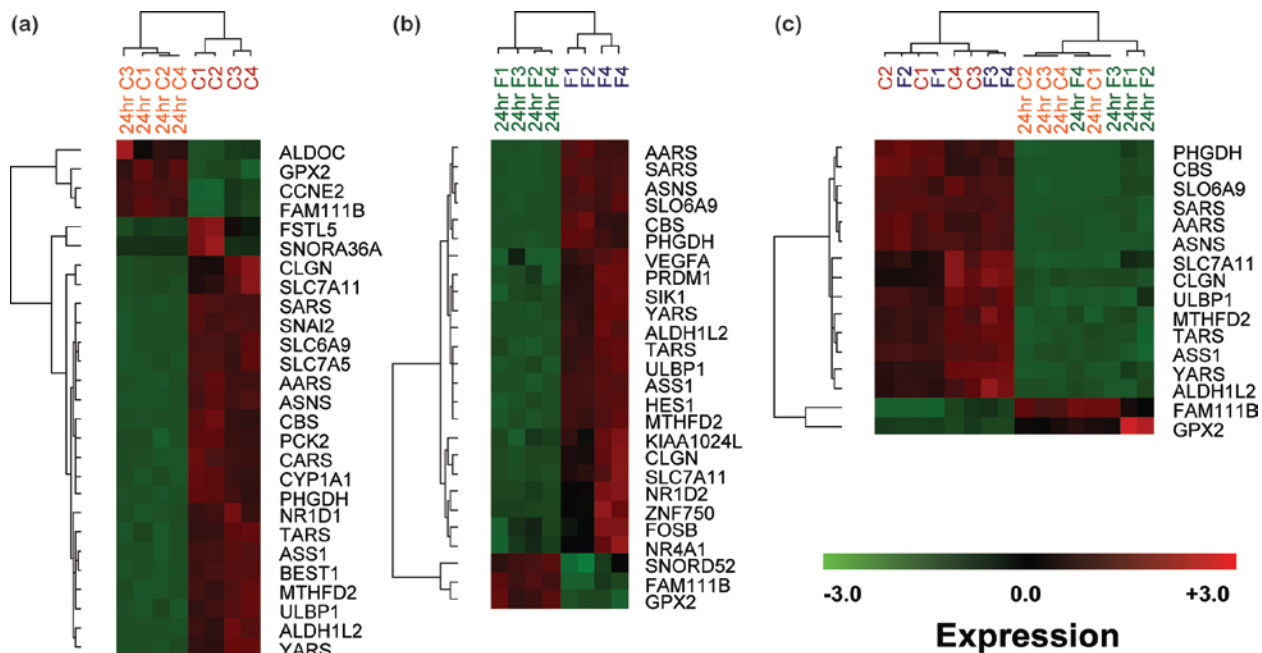 (a)
24hr C3
24hr C1
24hr C2
24hr C4
C1
C2
C3
C4
ALDOC
GPX2
CCNE2
FAM111B
FSTL5
SNORA36A
CLGN
SLC7A11
SARS
SNAI2
SLC6A9
SLC7A5
AARS
ASNS
CBS
PCK2
CARS
CYP1A1
PHGDH
NR1D1
TARS
ASS1
BEST1
MTHFD2
ULBP1
ALDH1L2
YARS
(b)
24hr F1
24hr F3
24hr F2
24hr F4
F1
F2
F4
F4
AARS
SARS
ASNS
SLO6A9
CBS
PHGDH
VEGFA
PRDM1
SIK1
YARS
ALDH1L2
TARS
ULBP1
ASS1
HES1
MTHFD2
KIAA1024L
CLGN
SLC7A11
NR1D2
ZNF750
FOSB
NR4A1
SNORD52
FAM111B
GPX2
(c)
C2
F2
C1
F1
C4
C3
F3
F4
24hr C2
24hr C3
24hr C4
24hr F4
24hr C1
24hr F3
24hr F1
24hr F2
PHGDH
CBS
SLO6A9
SARS
AARS
ASNS
SLC7A11
CLGN
ULBP1
MTHFD2
TARS
ASS1
YARS
ALDH1L2
FAM111B
GPX2
-3.0 0.0 +3.0
Expression